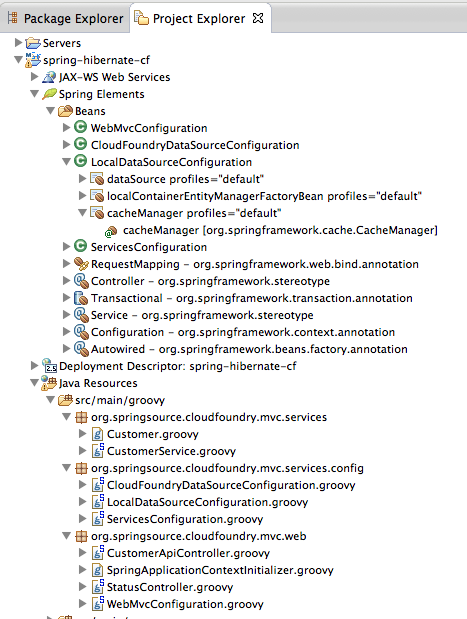 Package Explorer Project Explorer
Servers
spring-hibernate-cf
JAX-WS Web Services
Spring Elements
Beans
WebMvcConfiguration
CloudFoundryDataSourceConfiguration
LocalDataSourceConfiguration
dataSource profiles="default"
localContainerEntityManagerFactoryBean profiles="default"
cacheManager profiles="default"
cacheManager [org.springframework.cache.CacheManager]
ServicesConfiguration
RequestMapping - org.springframework.web.bind.annotation
Controller - org.springframework.stereotype
Transactional - org.springframework.transaction.annotation
Service - org.springframework.stereotype
Configuration - org.springframework.context.annotation
Autowired - org.springframework.beans.factory.annotation
Deployment Descriptor: spring-hibernate-cf
Java Resources
src/main/groovy
org.springsource.cloudfoundry.mvc.services
Customer.groovy
CustomerService.groovy
org.springsource.cloudfoundry.mvc.services.config
CloudFoundryDataSourceConfiguration.groovy
LocalDataSourceConfiguration.groovy
ServicesConfiguration.groovy
org.springsource.cloudfoundry.mvc.web
CustomerApiController.groovy
SpringApplicationContextInitializer.groovy
StatusController.groovy
WebMvcConfiguration.groovy